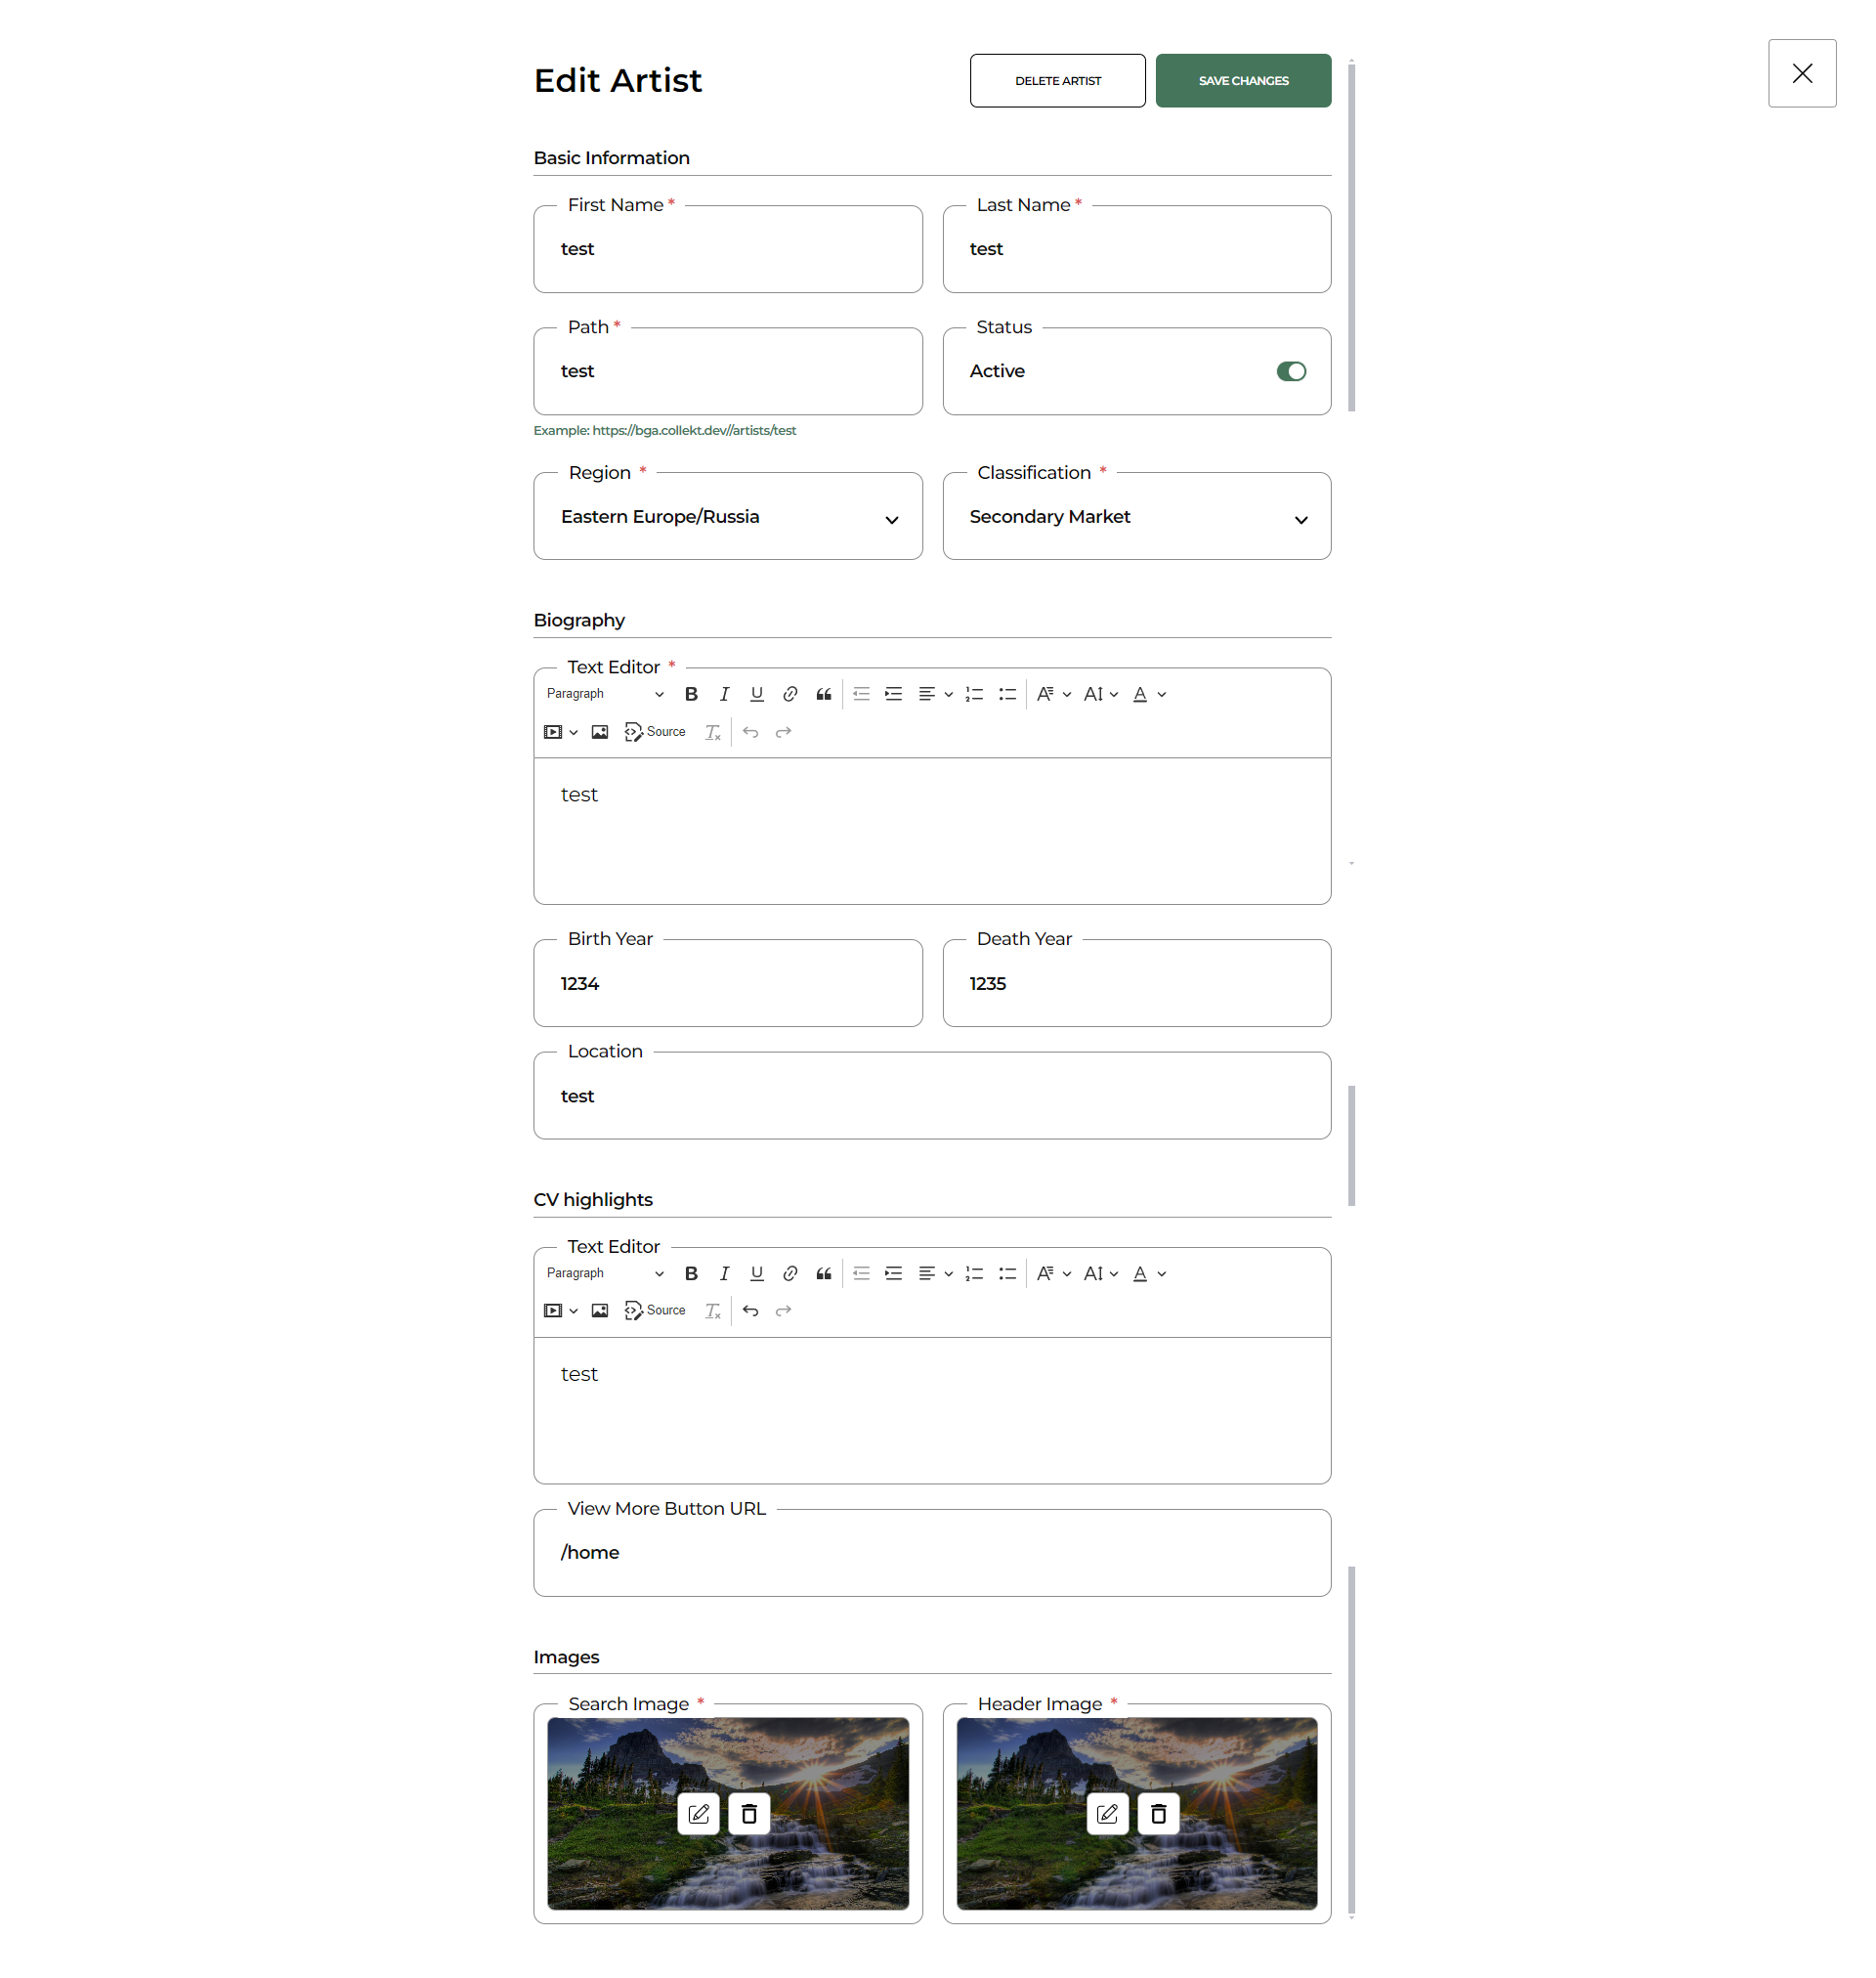 Edit Artist
DELETE ARTIST
SAVE CHANGES
Basic Information
First Name *
Last Name *
test
test
Path *
Status
test
Active
Example: https://bga.collekt.dev//artists/test
Region *
Classification *
Eastern Europe/Russia
Secondary Market
Biography
Text Editor *
Paragraph
Source
test
Birth Year
Death Year
1234
1235
Location
test
CV highlights
Text Editor
Paragraph
Source
test
View More Button URL
/home
Images
Search Image *
Header Image *